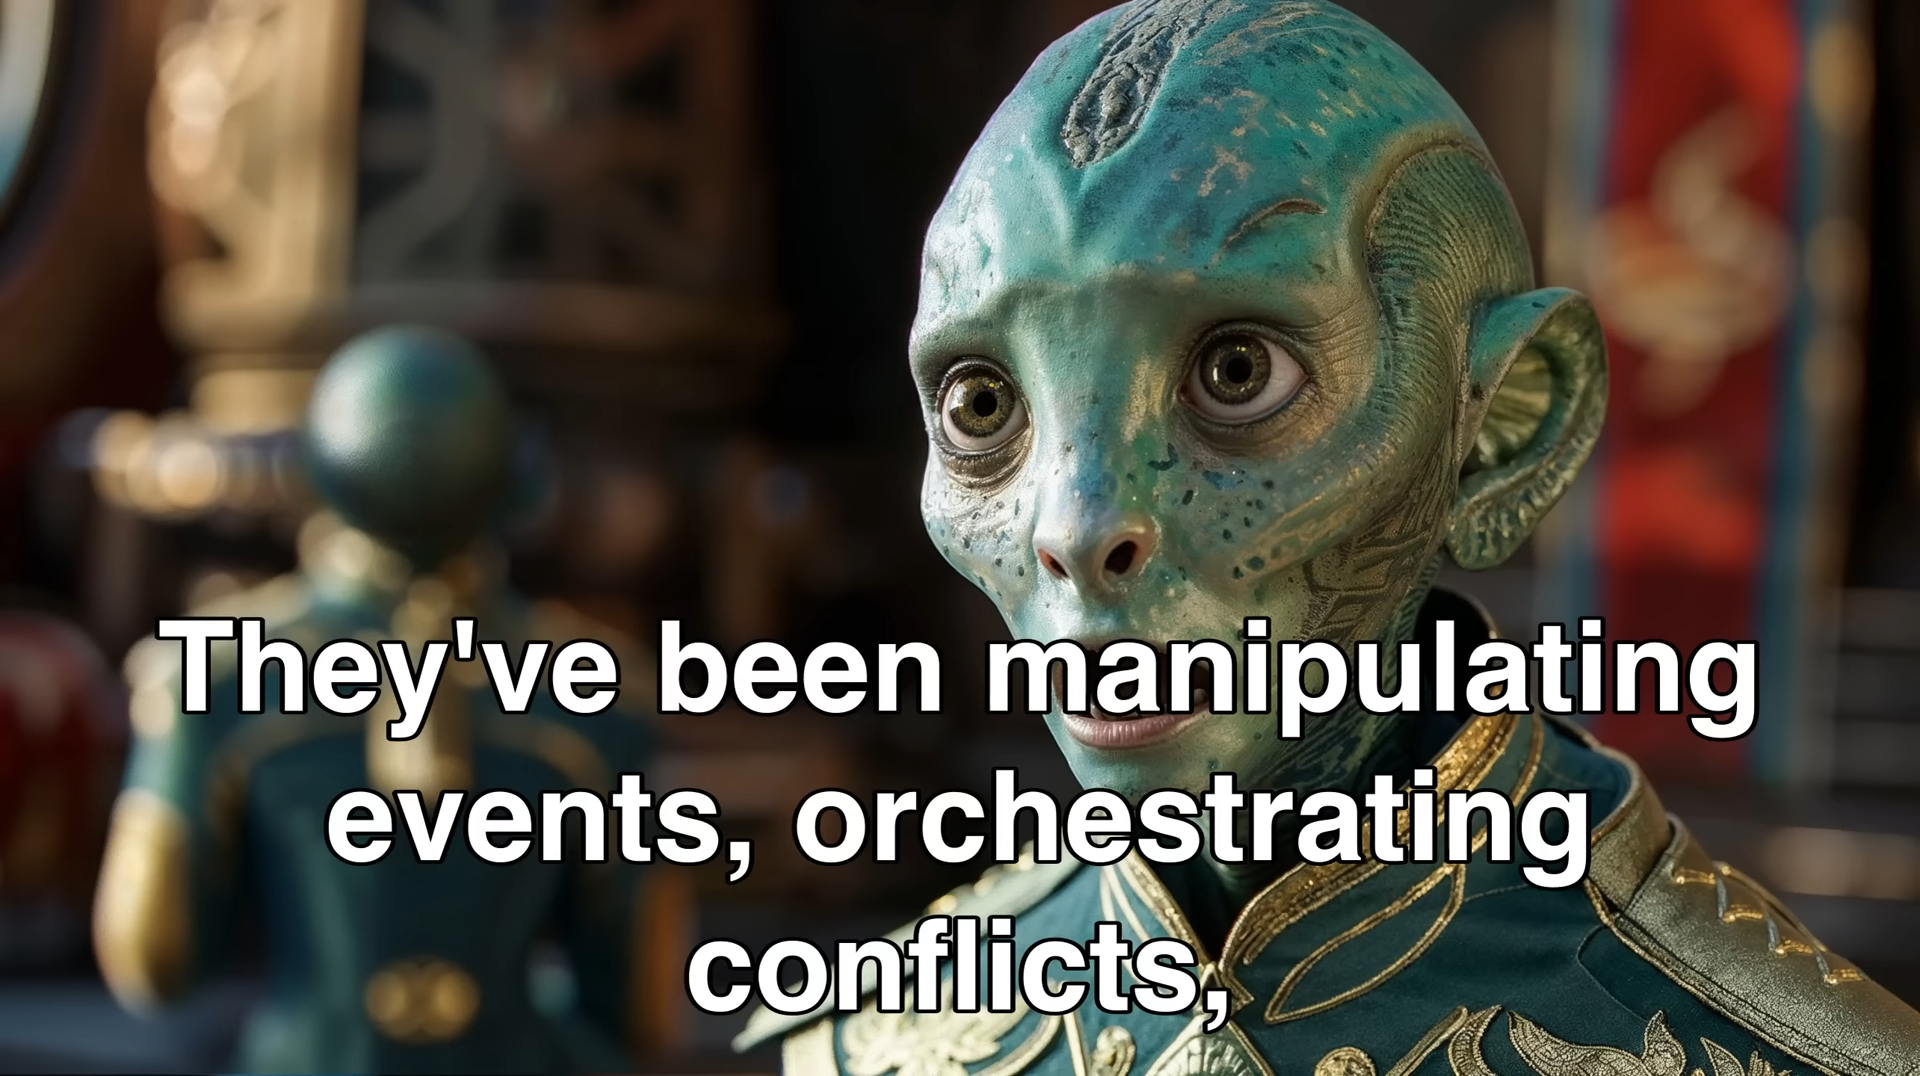 They've been manipulating
events, orchestrating
conflicts,